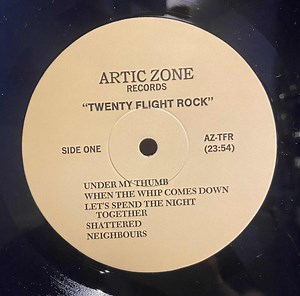 ARTIC ZONE
RECORDS
"TWENTY FLIGHT ROCK"
SIDE ONE
AZ-TFR
(23:54)
UNDER MY THUMB
WHEN THE WHIP COMES DOWN
LET'S SPEND THE NIGHT
TOGETHER
SHATTERED
NEIGHBOURS